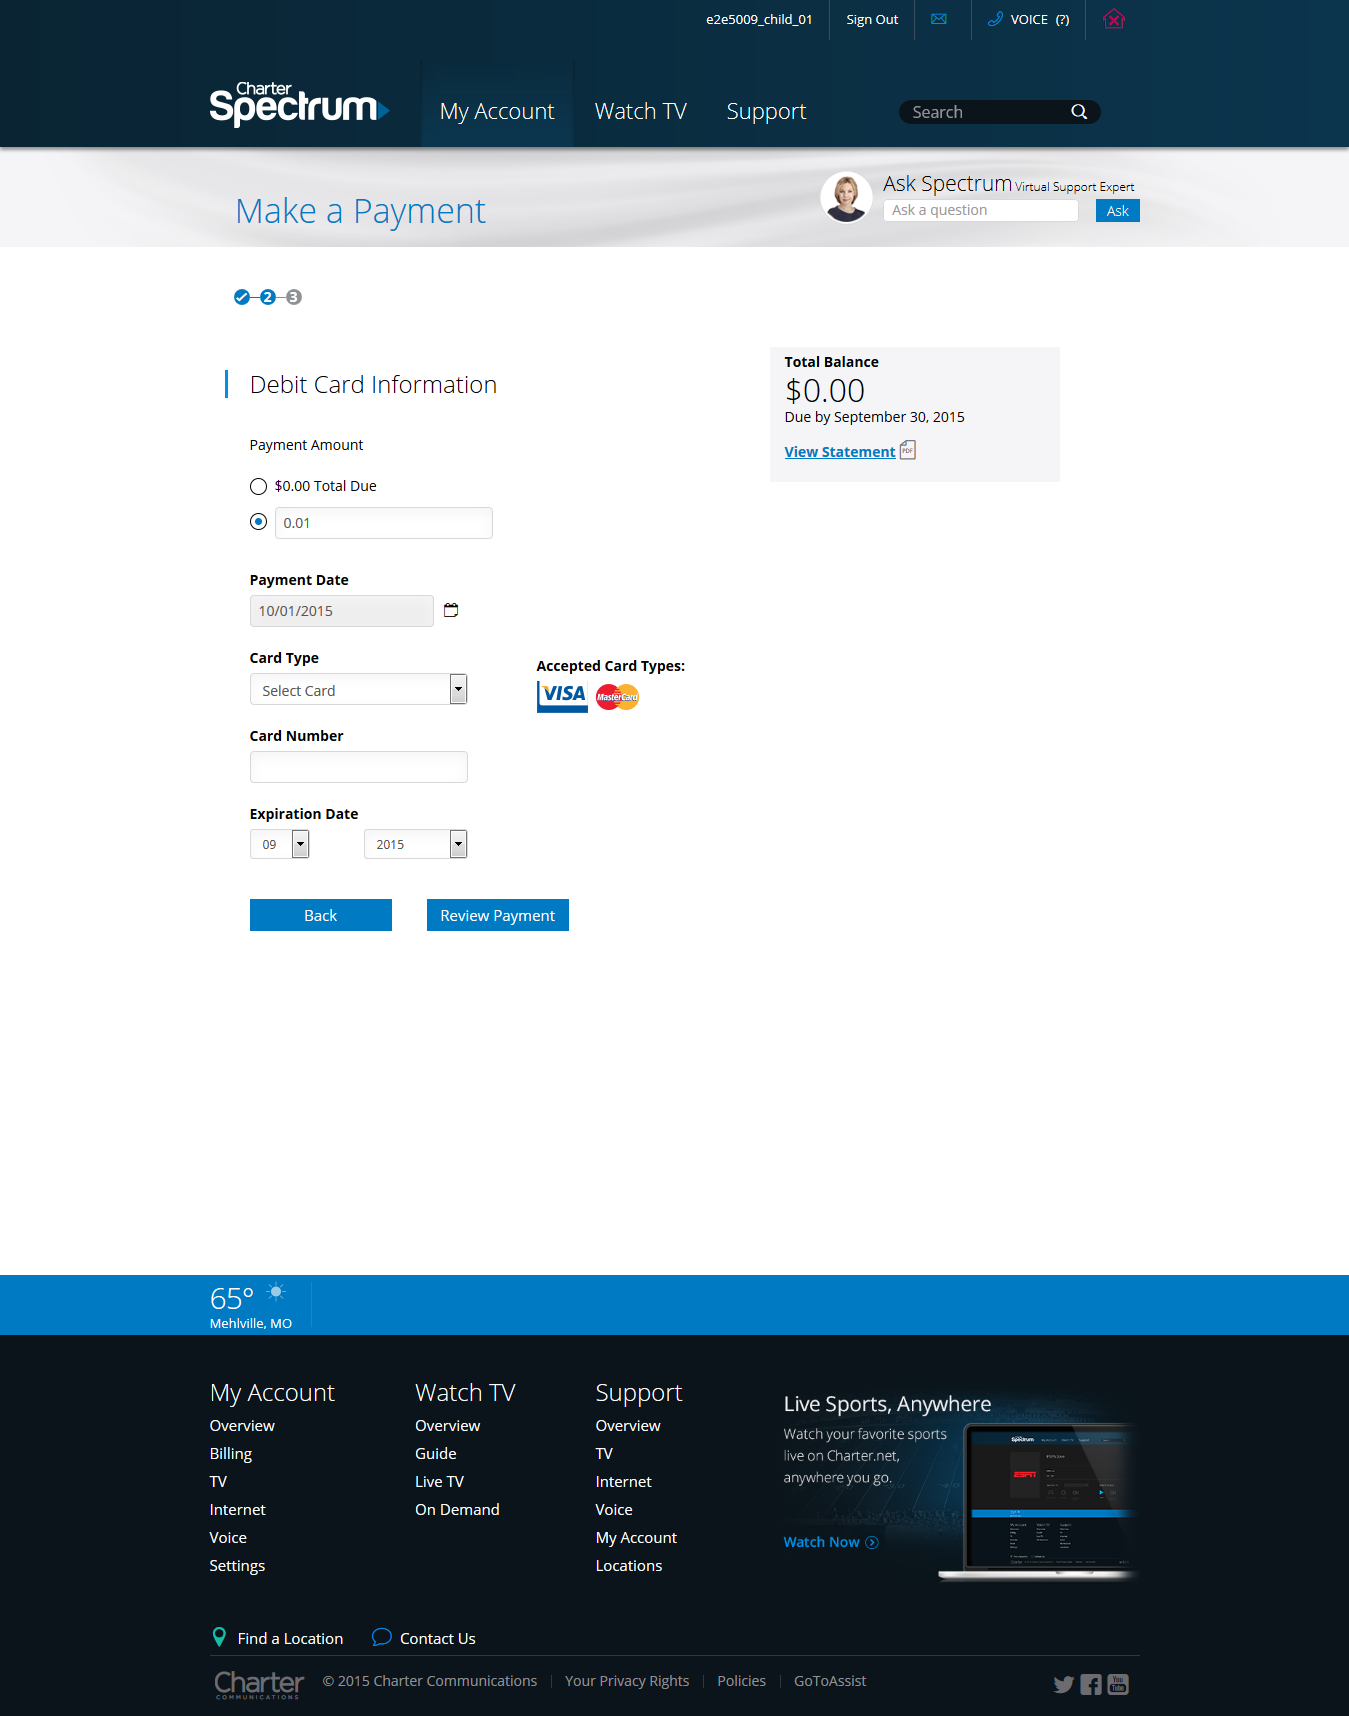 e2e5009_child_01
Sign Out
VOICE (?)
Charter
Spectrum
My Account
Watch TV
Support
Search
Make a Payment
Ask Spectrum Virtual Support Expert
Ask a question
Ask
2
3
Debit Card Information
Total Balance
$0.00
Due by September 30, 2015
View Statement
PDF
Payment Amount
$0.00 Total Due
0.01
Payment Date
10/01/2015
Card Type
Select Card
Accepted Card Types:
VISA
MasterCard
Card Number
Expiration Date
09
2015
Back
Review Payment
65°
Mehlville, MO
My Account
Overview
Billing
TV
Internet
Voice
Settings
Watch TV
Overview
Guide
Live TV
On Demand
Support
Overview
TV
Internet
Voice
My Account
Locations
Live Sports, Anywhere
Watch your favorite sports
live on Charter.net,
anywhere you go.
Watch Now
Spectrum
ESPN
Find a Location
Contact Us
Charter
COMMUNICATIONS
© 2015 Charter Communications
Your Privacy Rights
Policies
GoToAssist
You
Tube